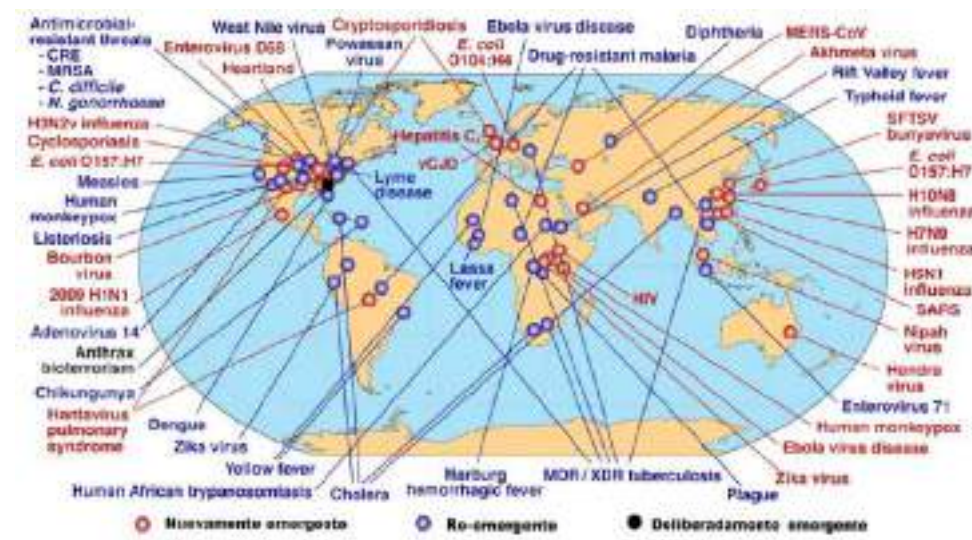 Antimicrobial-
resistant threats
- CRE
- MRSA
- C. difficile
- N. gonorrhoeae
West Nile virus
Enterovirus D68
Heartland
Cryptosporidiosis
Powassan
virus
E. coli
O104:H4
Ebola virus disease
Drug-resistant malaria
Diphtheria
MERS-CoV
Akhmeta virus
Rift Valley fever
Typhoid fever
SFTSV
bunyavirus
E. coli
O157:H7
H10N8
influenza
H7N9
influenza
H5N1
influenza
SARS
Nipah
virus
Hendra
virus
Enterovirus 71
Human monkeypox
Ebola virus disease
Zika virus
Plague
MDR / XDR tuberculosis
Marburg
hemorrhagic fever
Cholera
Human African trypanosomiasis
Yellow fever
Zika virus
Dengue
Hantavirus
pulmonary
syndrome
Chikungunya
Anthrax
bioterrorism
Adenovirus 14
2009 H1N1
influenza
Bourbon
virus
Listeriosis
Human
monkeypox
Measles
E. coli O157:H7
Cyclosporiasis
H3N2v influenza
Hepatitis C
vCJD
Lyme
disease
Lassa
fever
HIV
Nuevamente emergente
Re-emergente
Deliberadamente emergente